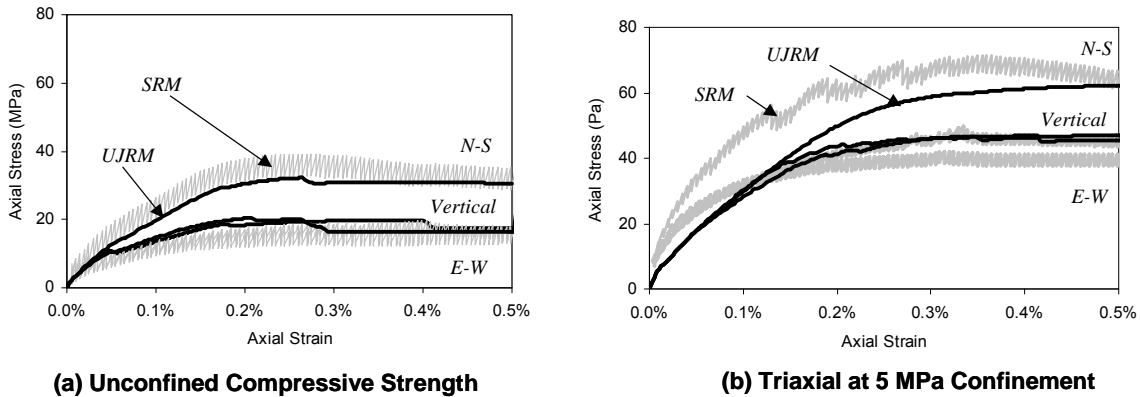 80
60
40
20
0
Axial Stress (MPa)
SRM
UJRM
N-S
Vertical
E-W
0.0% 0.1% 0.2% 0.3% 0.4% 0.5%
Axial Strain
(a) Unconfined Compressive Strength
80
60
40
20
0
Axial Stress (Pa)
UJRM
N-S
SRM
Vertical
E-W
0.0% 0.1% 0.2% 0.3% 0.4% 0.5%
Axial Strain
(b) Triaxial at 5 MPa Confinement